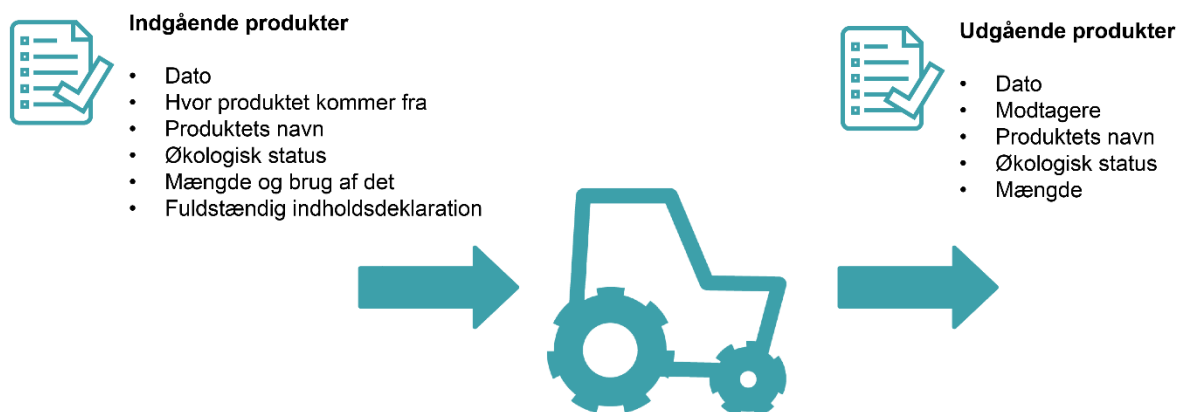 Indgående produkter
• Dato
• Hvor produktet kommer fra
• Produktets navn
• Økologisk status
• Mængde og brug af det
• Fuldstændig indholdsdeklaration
Udgående produkter
• Dato
• Modtagere
• Produktets navn
• Økologisk status
• Mængde